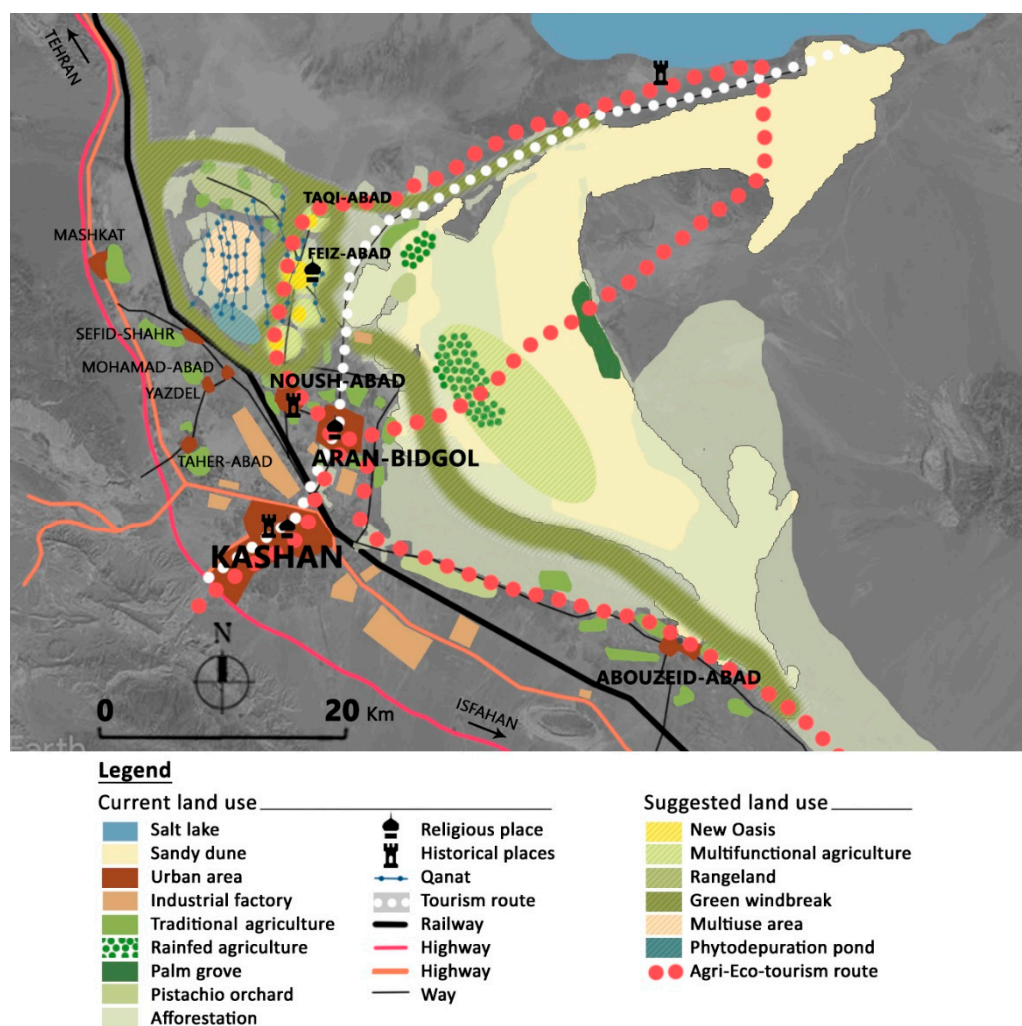 TEHRAN
TAQI-ABAD
MASHKAT
FEIZ-ABAD
SEFID-SHAHR
MOHAMAD-ABAD
YAZDEL
NOUSH-ABAD
TAHER-ABAD
ARAN-BIDGOL
KASHAN
N
ABOUZEID-ABAD
0 20 Km
ISFAHAN
Earth
Legend
Current land use
Salt lake
Sandy dune
Urban area
Industrial factory
Traditional agriculture
Rainfed agriculture
Palm grove
Pistachio orchard
Afforestation
Religious place
Historical places
Qanat
Tourism route
Railway
Highway
Highway
Way
Suggested land use
New Oasis
Multifunctional agriculture
Rangeland
Green windbreak
Multiuse area
Phytodepuration pond
Agri-Eco-tourism route